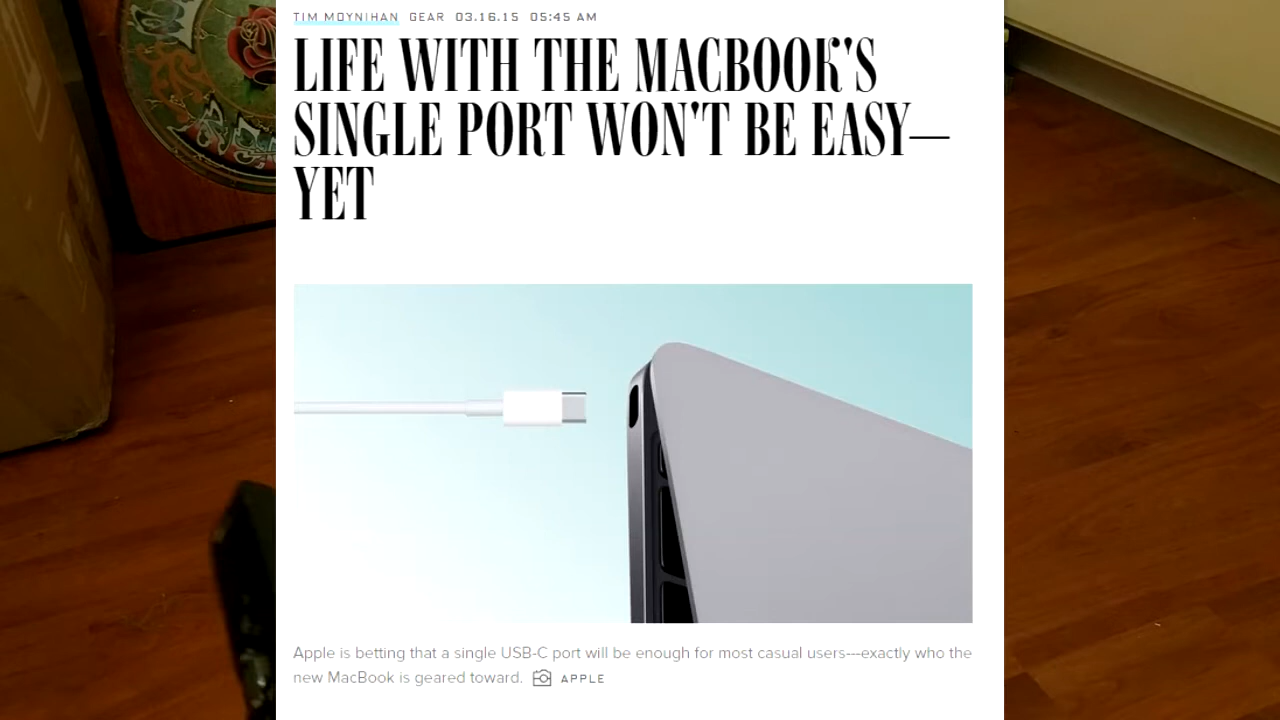 TIM MOYNIHAN GEAR 03.16.15 05:45 AM
LIFE WITH THE MACBOOK'S
SINGLE PORT WON'T BE EASY—
YET
Apple is betting that a single USB-C port will be enough for most casual users---exactly who the
new MacBook is geared toward. APPLE